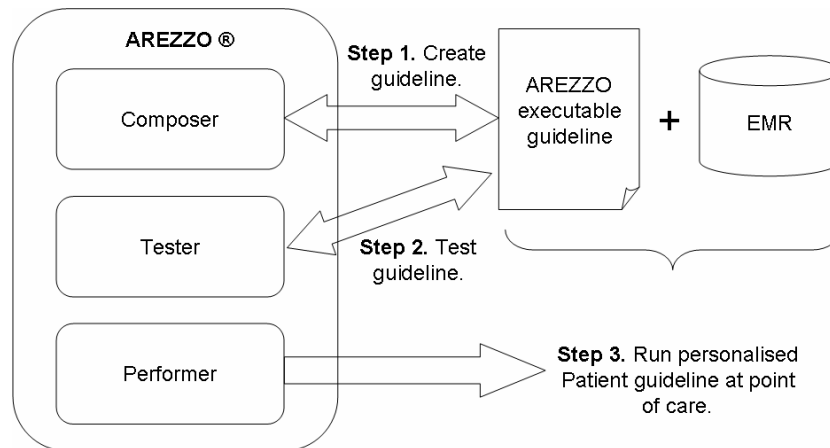 AREZZO ®
Composer
Tester
Performer
Step 1. Create
guideline.
AREZZO
executable
guideline
+
EMR
Step 2. Test
guideline.
Step 3. Run personalised
Patient guideline at point
of care.